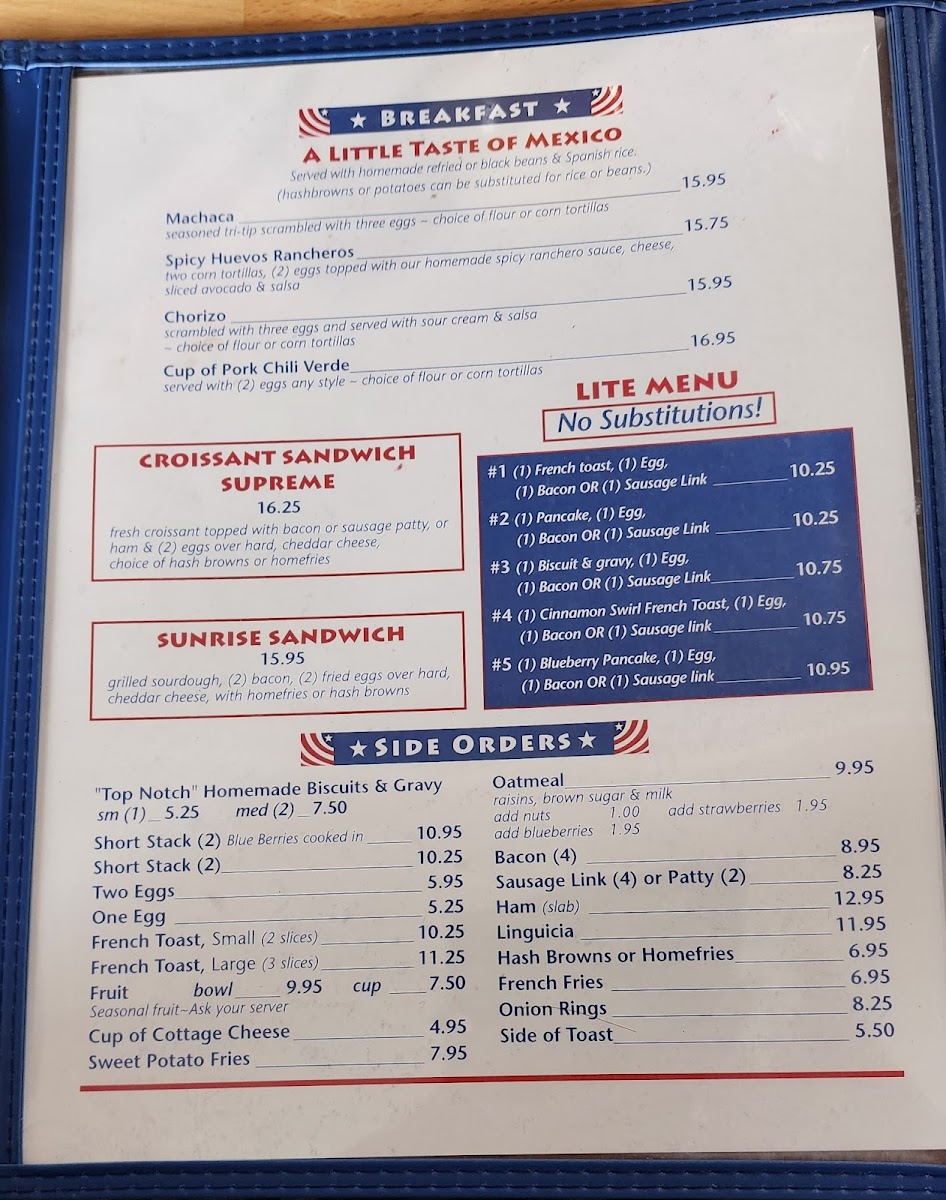 ★ BREAKFAST ★
A LITTLE TASTE OF MEXICO
Served with homemade refried or black beans & Spanish rice.
(hashbrowns or potatoes can be substituted for rice or beans.)
Machaca 15.95
seasoned tri-tip scrambled with three eggs ~ choice of flour or corn tortillas
Spicy Huevos Rancheros 15.75
two corn tortillas, (2) eggs topped with our homemade spicy ranchero sauce, cheese,
sliced avocado & salsa
Chorizo 15.95
scrambled with three eggs and served with sour cream & salsa
~ choice of flour or corn tortillas
Cup of Pork Chili Verde 16.95
served with (2) eggs any style ~ choice of flour or corn tortillas
CROISSANT SANDWICH
SUPREME
16.25
fresh croissant topped with bacon or sausage patty, or
ham & (2) eggs over hard, cheddar cheese,
choice of hash browns or homefries
SUNRISE SANDWICH
15.95
grilled sourdough, (2) bacon, (2) fried eggs over hard,
cheddar cheese, with homefries or hash browns
LITE MENU
No Substitutions!
#1 (1) French toast, (1) Egg,
(1) Bacon OR (1) Sausage Link 10.25
#2 (1) Pancake, (1) Egg,
(1) Bacon OR (1) Sausage Link 10.25
#3 (1) Biscuit & gravy, (1) Egg,
(1) Bacon OR (1) Sausage Link 10.75
#4 (1) Cinnamon Swirl French Toast, (1) Egg,
(1) Bacon OR (1) Sausage link 10.75
#5 (1) Blueberry Pancake, (1) Egg,
(1) Bacon OR (1) Sausage link 10.95
★ SIDE ORDERS ★
"Top Notch" Homemade Biscuits & Gravy
sm (1) 5.25 med (2) 7.50
Short Stack (2) Blue Berries cooked in 10.95
Short Stack (2) 10.25
Two Eggs 5.95
One Egg 5.25
French Toast, Small (2 slices) 10.25
French Toast, Large (3 slices) 11.25
Fruit bowl 9.95 cup 7.50
Seasonal fruit~Ask your server
Cup of Cottage Cheese 4.95
Sweet Potato Fries 7.95
Oatmeal 9.95
raisins, brown sugar & milk
add nuts 1.00 add strawberries 1.95
add blueberries 1.95
Bacon (4) 8.95
Sausage Link (4) or Patty (2) 8.25
Ham (slab) 12.95
Linguicia 11.95
Hash Browns or Homefries 6.95
French Fries 6.95
Onion Rings 8.25
Side of Toast 5.50